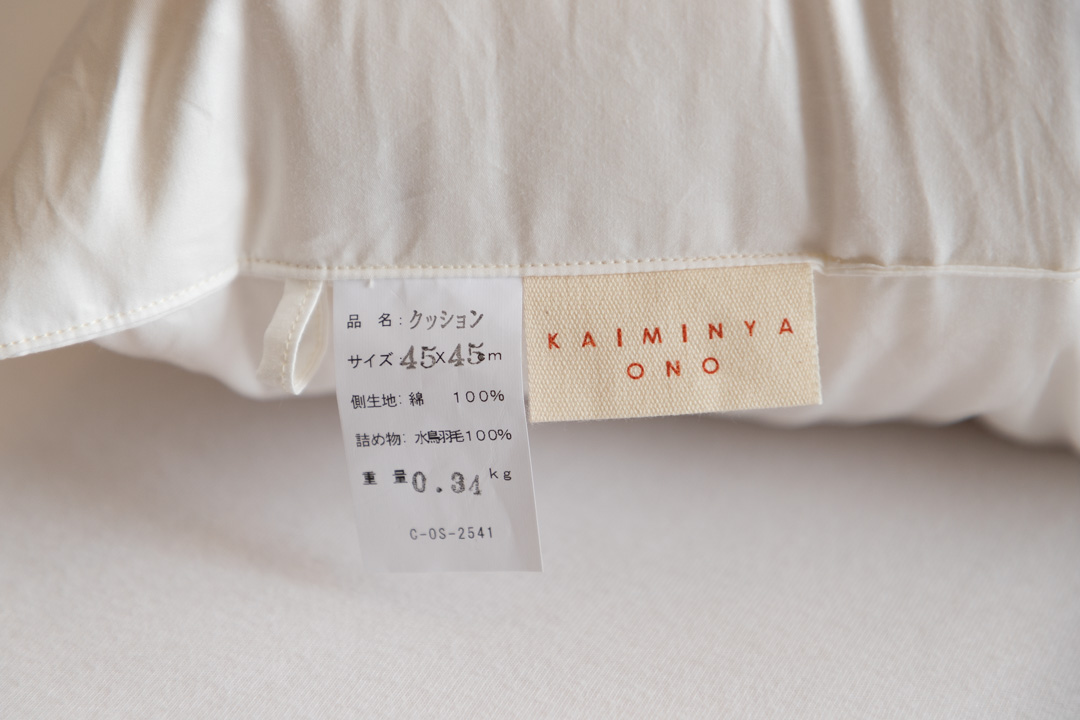 品 名: クッション
サイズ 45×45cm
側生地: 綿 100%
詰め物: 水鳥羽毛100%
重 量 0.34kg
C-OS-2541
KAIMINYA
ONO